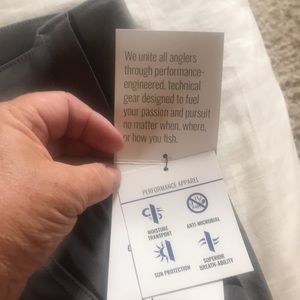 We unite all anglers
through performance-
engineered, technical
gear designed to fuel
your passion and pursuit
no matter when, where,
or how you fish.
PERFORMANCE APPAREL
MOISTURE
TRANSPORT
ANTI-MICROBIAL
SUN PROTECTION
SUPERIOR
BREATH-ABILITY